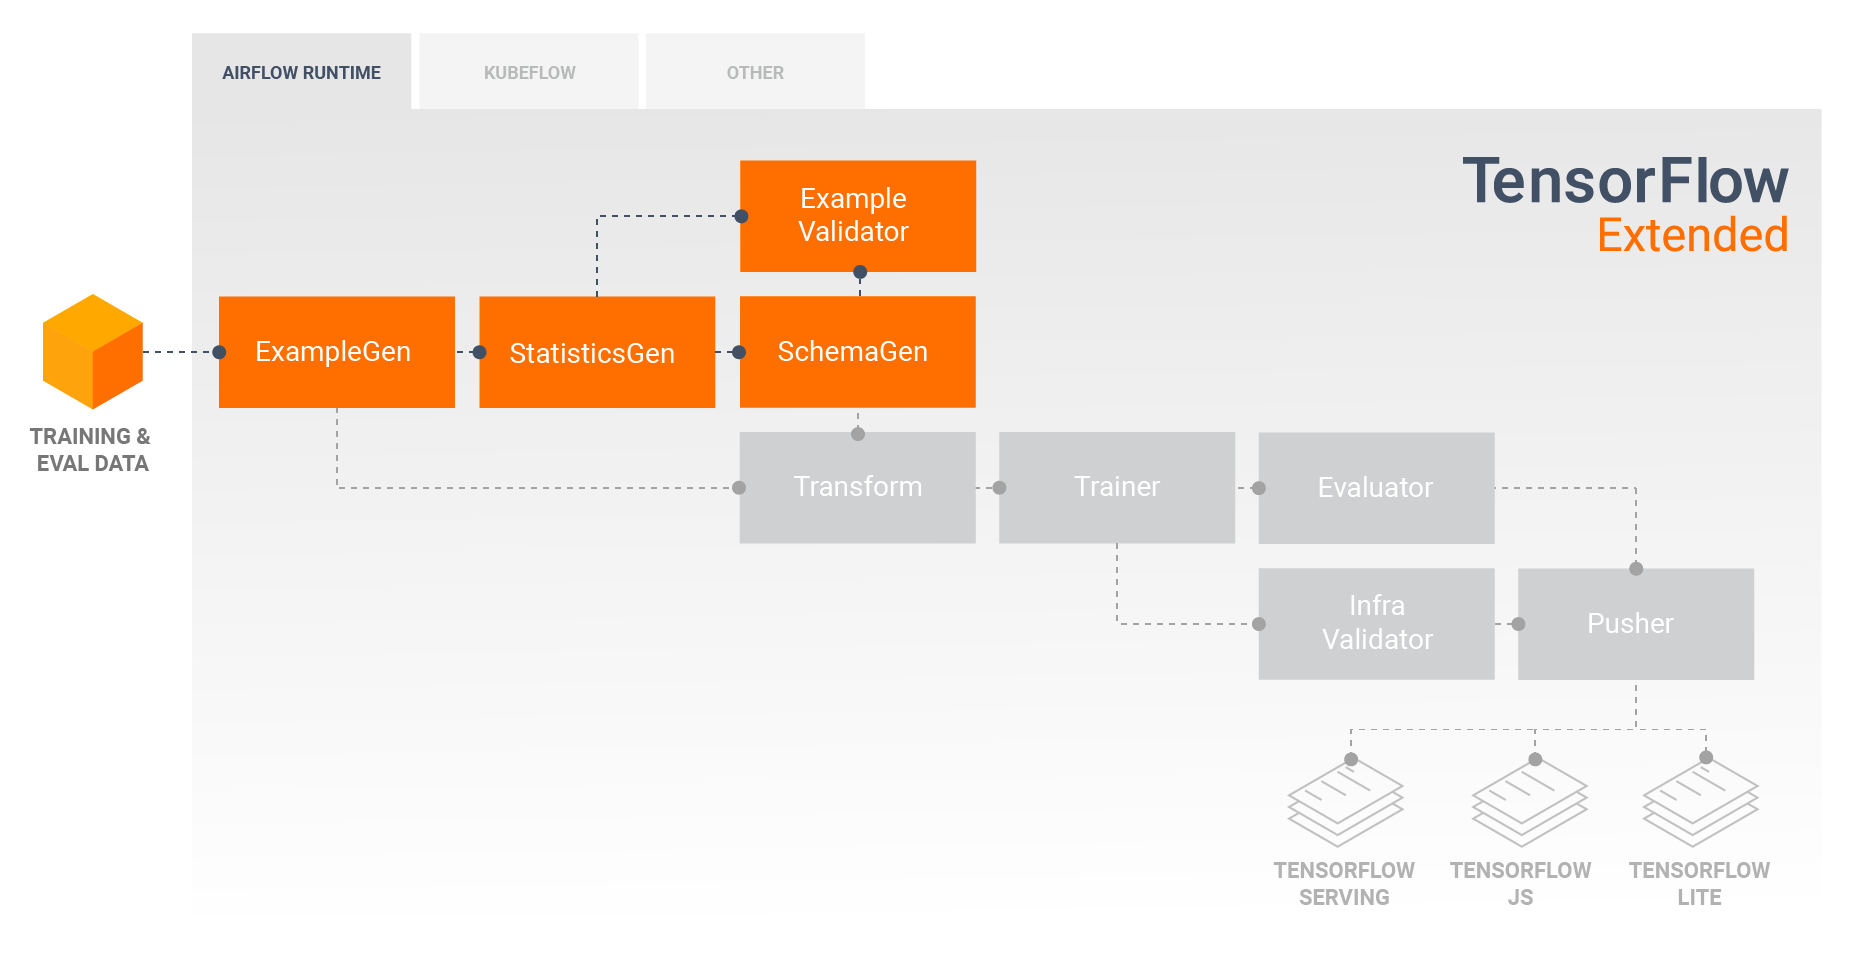 AIRFLOW RUNTIME
KUBEFLOW
OTHER
TensorFlow
Extended
Example
Validator
ExampleGen
StatisticsGen
SchemaGen
TRAINING &
EVAL DATA
Transform
Trainer
Evaluator
Infra
Validator
Pusher
TENSORFLOW
SERVING
TENSORFLOW
JS
TENSORFLOW
LITE